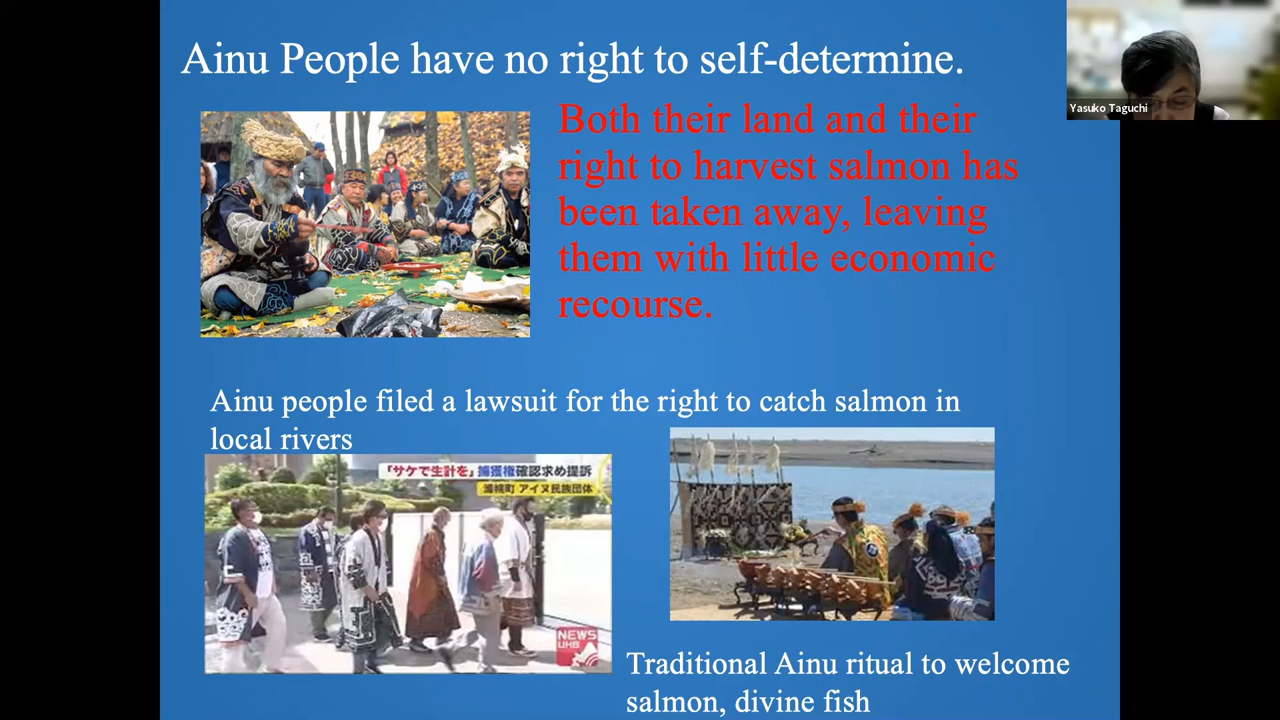 Ainu People have no right to self-determine.
Yasuko Taguchi
Both their land and their
right to harvest salmon has
been taken away, leaving
them with little economic
recourse.
Ainu people filed a lawsuit for the right to catch salmon in
local rivers
「サケで生計を」捕獲権確認求め提訴
浦幌町 アイヌ民族団体
NEWS
UHB
Traditional Ainu ritual to welcome
salmon, divine fish